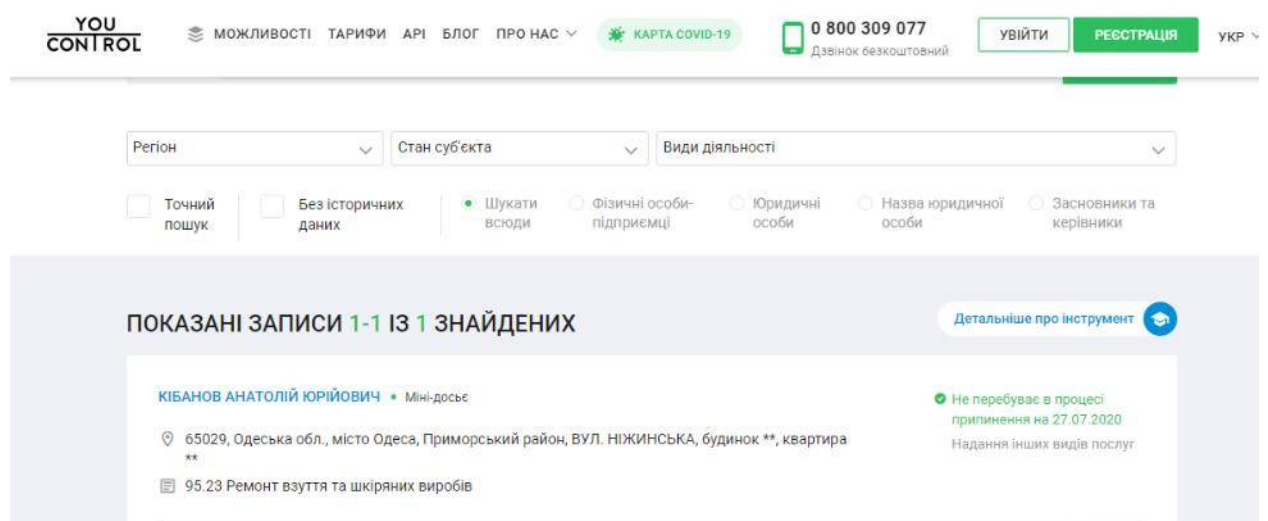 YOU
CONTROL
МОЖЛИВОСТІ ТАРИФИ API БЛОГ ПРО НАС КАРТА COVID-19
0 800 309 077
Дзвінок безкоштовний
УВІЙТИ РЕЄСТРАЦІЯ УКР
Регіон Стан суб'єкта Види діяльності
Точний пошук
Без історичних даних
Шукати всюди
Фізичні особи-підприємці
Юридичні особи
Назва юридичної особи
Засновники та керівники
ПОКАЗАНІ ЗАПИСИ 1-1 ІЗ 1 ЗНАЙДЕНИХ
Детальніше про інструмент
КІБАНОВ АНАТОЛІЙ ЮРІЙОВИЧ • Міні-досьє
65029, Одеська обл., місто Одеса, Приморський район, ВУЛ. НІЖИНСЬКА, будинок **, квартира
**
95.23 Ремонт взуття та шкіряних виробів
Не перебуває в процесі
припинення на 27.07.2020
Надання інших видів послуг